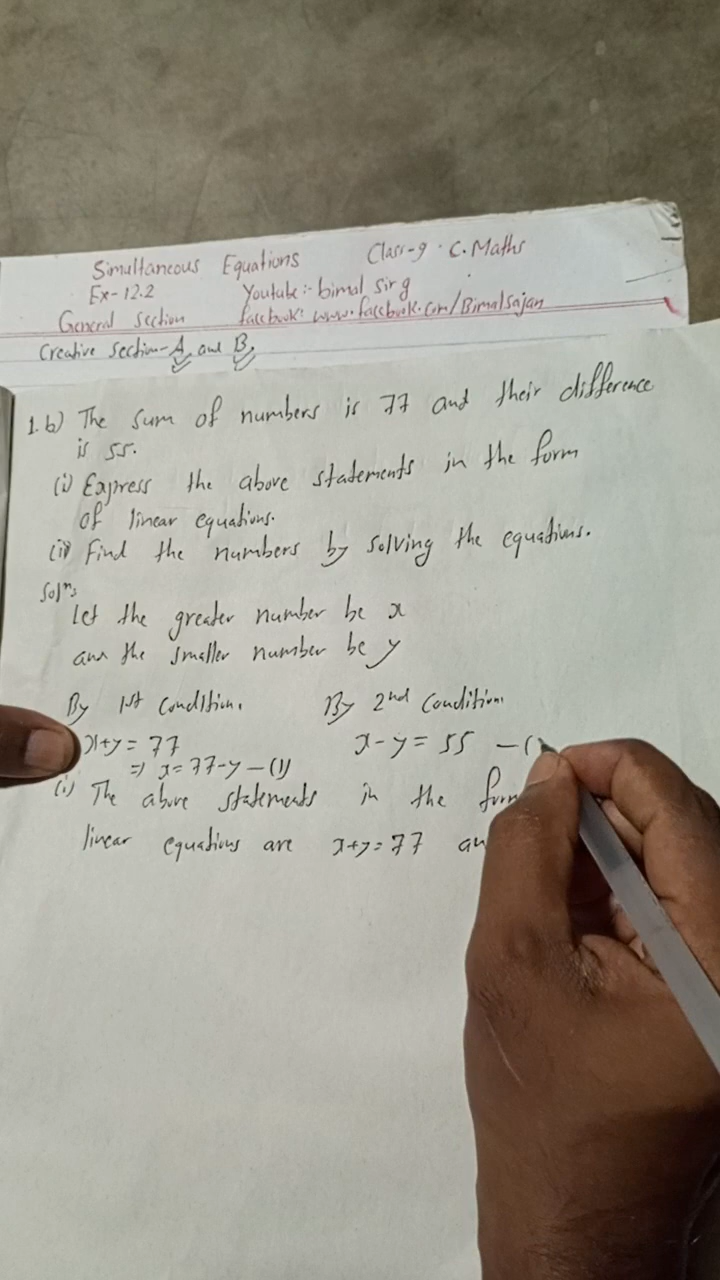 Simultaneous Equations Class-9 C. Maths
Ex-12.2 Youtube:- bimal sir g
General section facebook: www.facebook.com/Bimalsajan
Creative section-A and B.
1.b) The sum of numbers is 77 and their difference
is 55.
(i) Express the above statements in the form
of linear equations.
(ii) Find the numbers by solving the equations.
Solⁿ:
Let the greater number be x
and the smaller number be y
By 1st condition. By 2nd condition
x+y = 77 x-y = 55 —(
⇒ x = 77-y —(1)
(i) The above statements in the form
linear equations are x+y=77 an